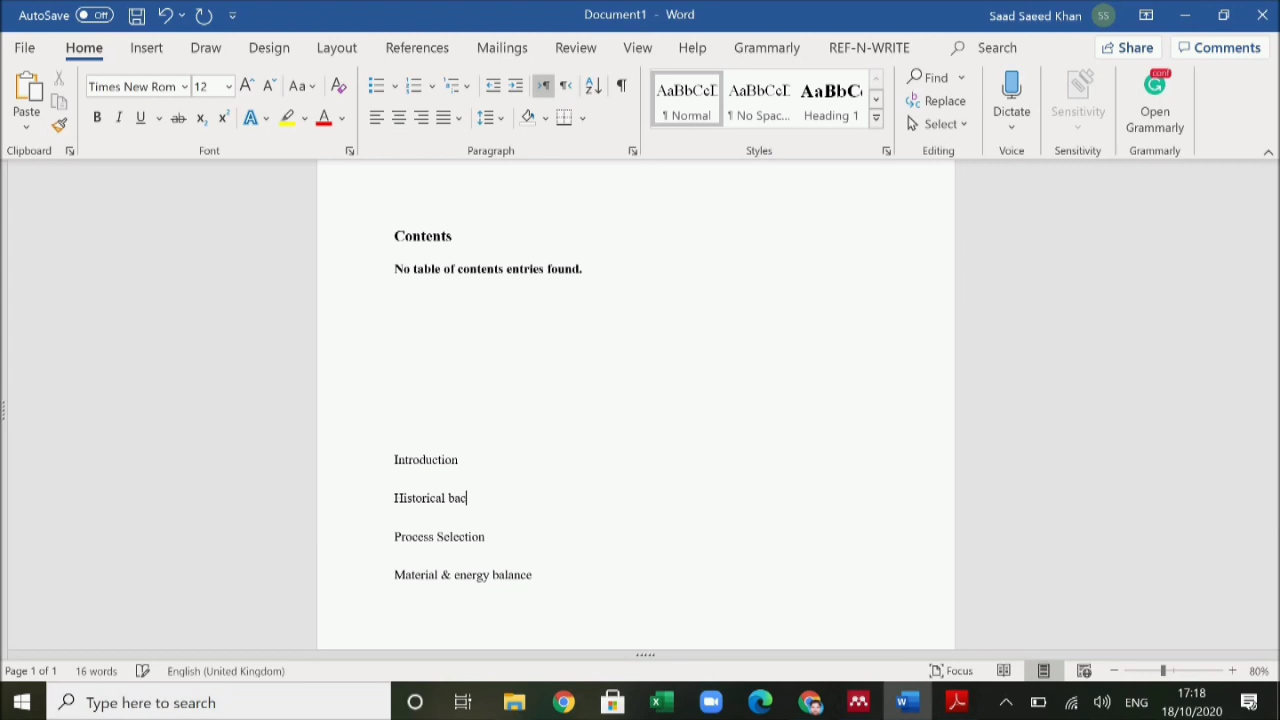 AutoSave Off Document1 - Word Saad Saeed Khan SS
File Home Insert Draw Design Layout References Mailings Review View Help Grammarly REF-N-WRITE Search Share Comments
Times New Rom 12 Aa AaBbCcI AaBbCcI AaBbC Find
Paste ¶ Normal ¶ No Spac... Heading 1 Replace Dictate Sensitivity Open Grammarly
Select
Clipboard Font Paragraph Styles Editing Voice Sensitivity Grammarly
Contents
No table of contents entries found.
Introduction
Historical bac
Process Selection
Material & energy balance
Page 1 of 1 16 words English (United Kingdom) Focus 80%
Type here to search ENG 17:18
18/10/2020